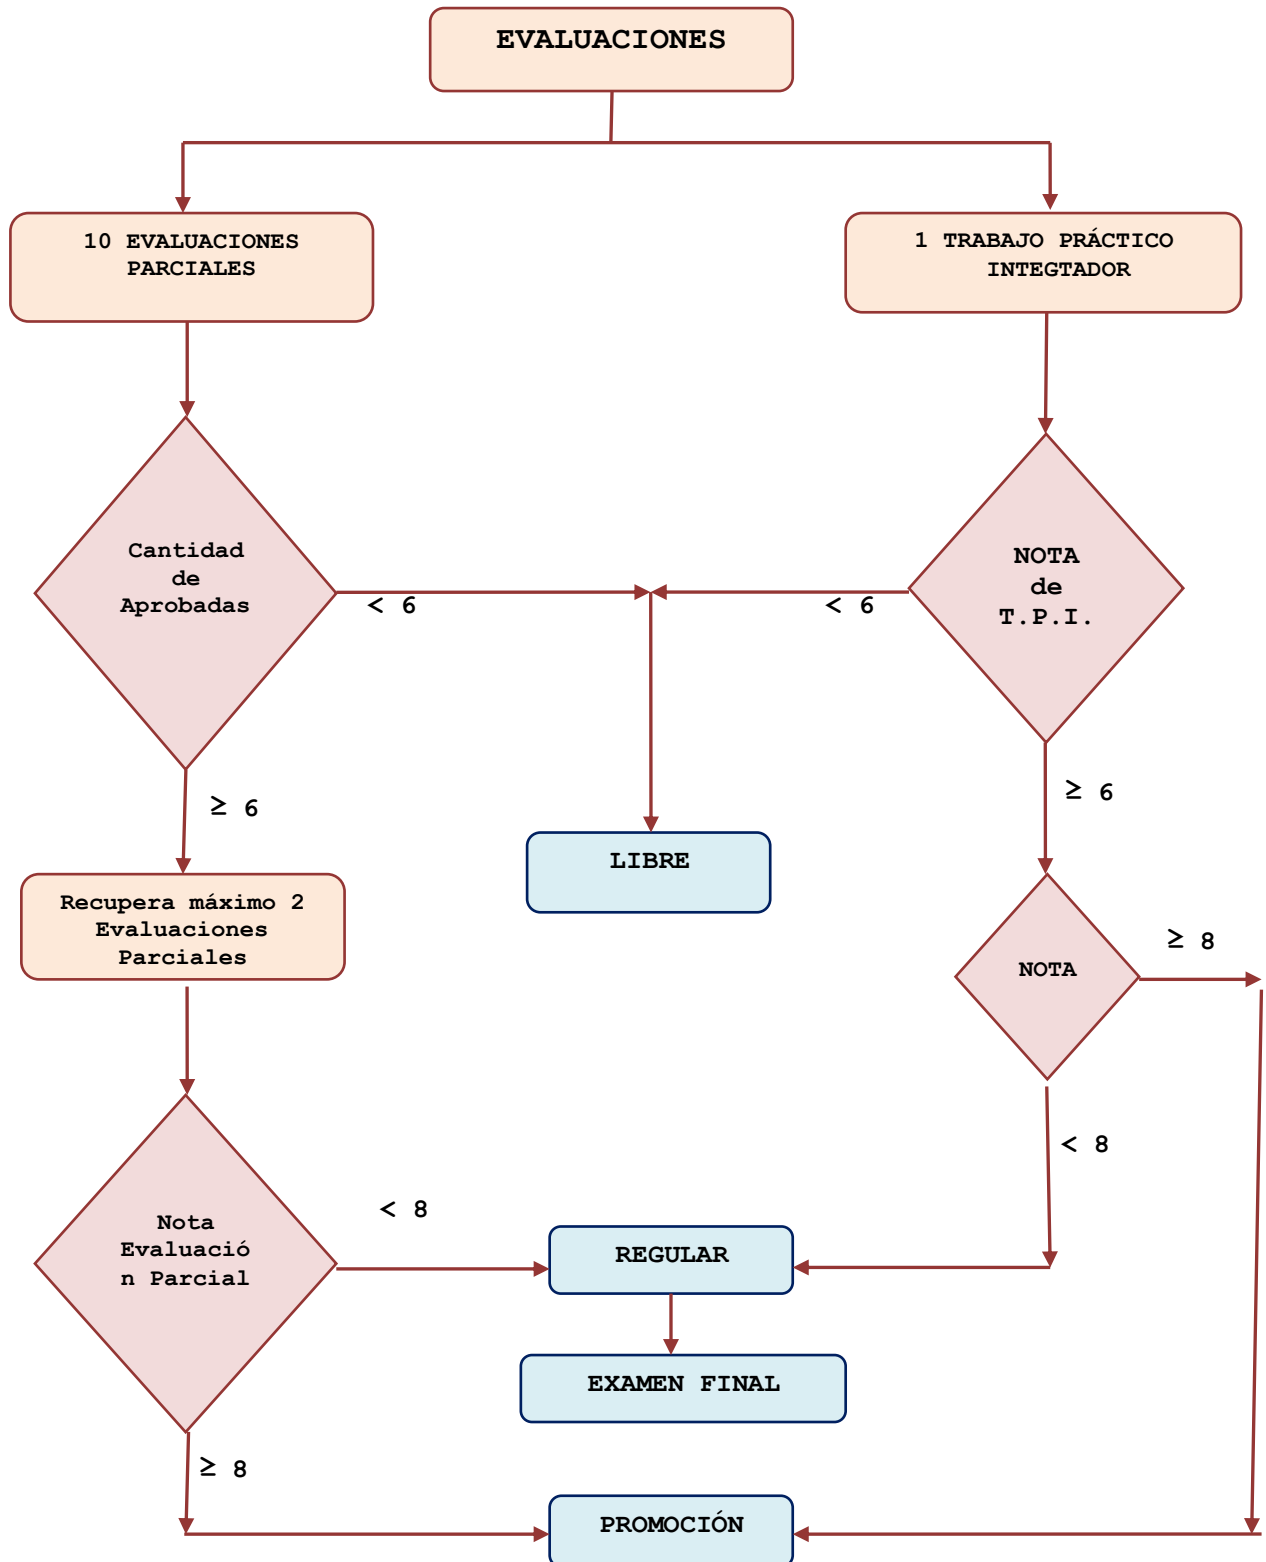 EVALUACIONES
10 EVALUACIONES
PARCIALES
1 TRABAJO PRÁCTICO
INTEGTADOR
Cantidad
de
Aprobadas
< 6
< 6
NOTA
de
T.P.I.
≥ 6
≥ 6
LIBRE
Recupera máximo 2
Evaluaciones
Parciales
NOTA
≥ 8
< 8
Nota
Evaluació
n Parcial
< 8
REGULAR
EXAMEN FINAL
≥ 8
PROMOCIÓN